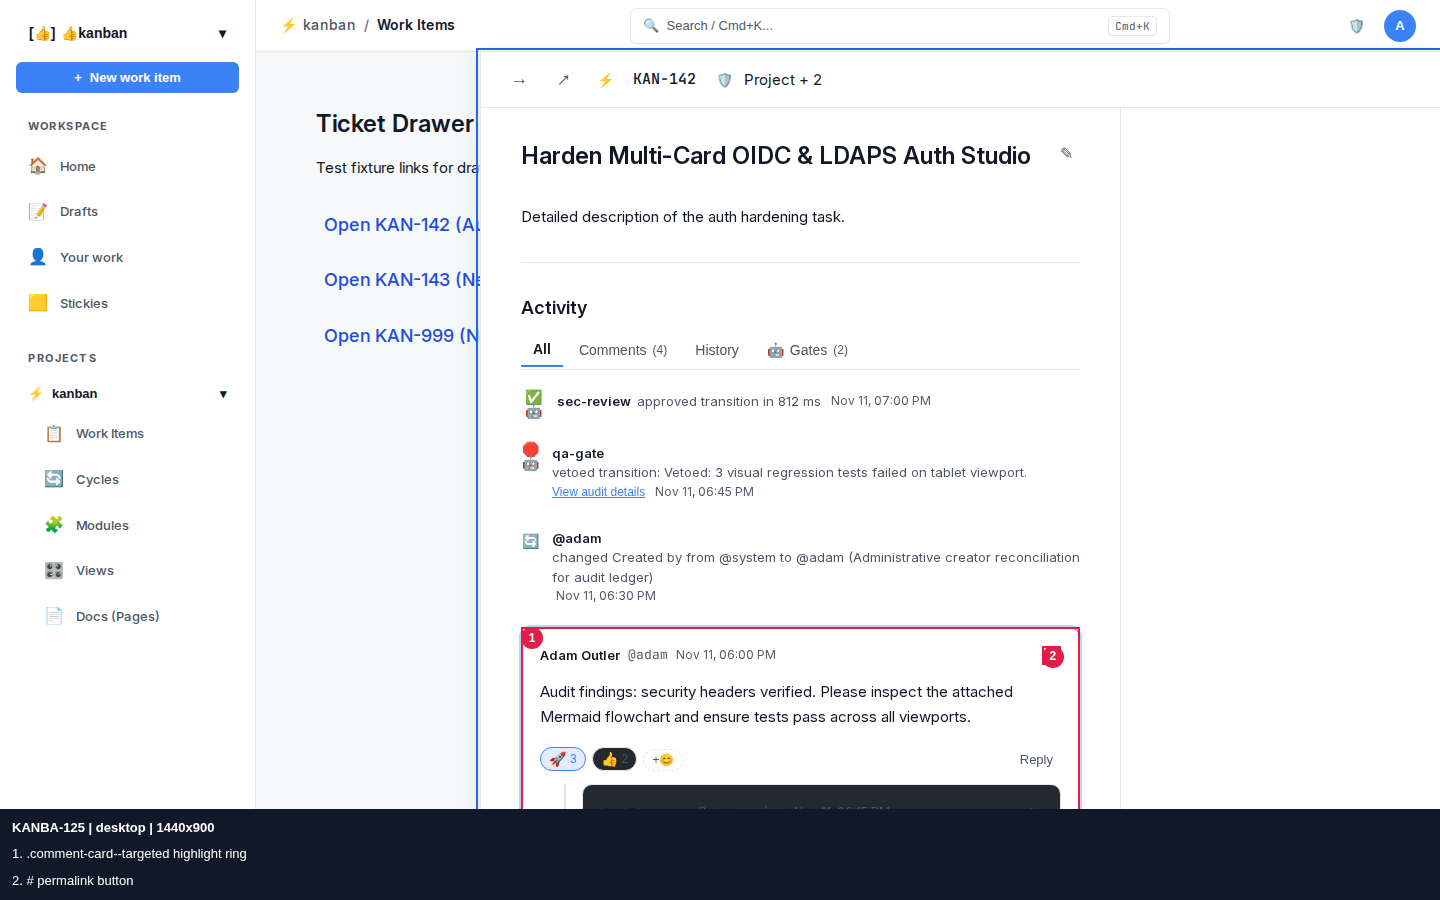 [👍] 👍kanban ▼
+ New work item
WORKSPACE
🏠 Home
📝 Drafts
👤 Your work
🟨 Stickies
PROJECTS
⚡ kanban ▼
📋 Work Items
🔄 Cycles
🧩 Modules
🎛️ Views
📄 Docs (Pages)
⚡ kanban / Work Items
🔍 Search / Cmd+K...
Cmd+K
🛡️ A
Ticket Drawer
Test fixture links for dra
Open KAN-142 (Au
Open KAN-143 (Ne
Open KAN-999 (N
→ ↗ ⚡ KAN-142 🛡️ Project + 2
Harden Multi-Card OIDC & LDAPS Auth Studio ✎
Detailed description of the auth hardening task.
Activity
All Comments (4) History 🤖 Gates (2)
✅🤖 sec-review approved transition in 812 ms Nov 11, 07:00 PM
🛑🤖 qa-gate
vetoed transition: Vetoed: 3 visual regression tests failed on tablet viewport.
View audit details Nov 11, 06:45 PM
🔄 @adam
changed Created by from @system to @adam (Administrative creator reconciliation
for audit ledger)
Nov 11, 06:30 PM
1
Adam Outler @adam Nov 11, 06:00 PM
2
Audit findings: security headers verified. Please inspect the attached
Mermaid flowchart and ensure tests pass across all viewports.
🚀 3 👍 2 +😊 Reply
KANBA-125 | desktop | 1440x900
1. .comment-card--targeted highlight ring
2. # permalink button